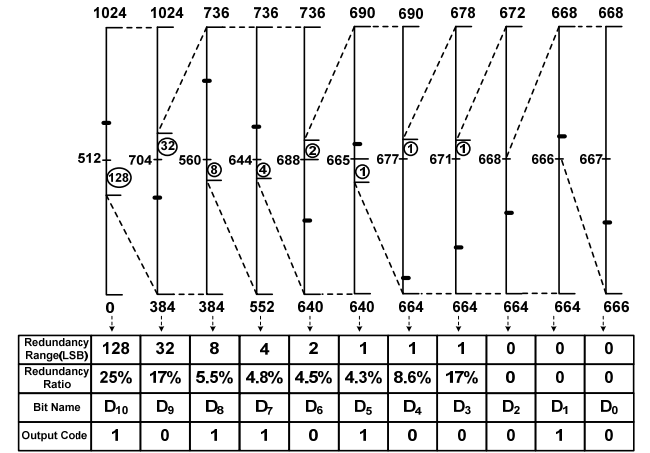 1024 1024 736 736 736 690 690 678 672 668 668
32 2 1 1
512 704 560 644 688 665 677 671 668 666 667
128 8 4 1
0 384 384 552 640 640 664 664 664 664 666
Redundancy Range(LSB) 128 32 8 4 2 1 1 1 0 0 0
Redundancy Ratio 25% 17% 5.5% 4.8% 4.5% 4.3% 8.6% 17% 0 0 0
Bit Name D10 D9 D8 D7 D6 D5 D4 D3 D2 D1 D0
Output Code 1 0 1 1 0 1 0 0 0 1 0